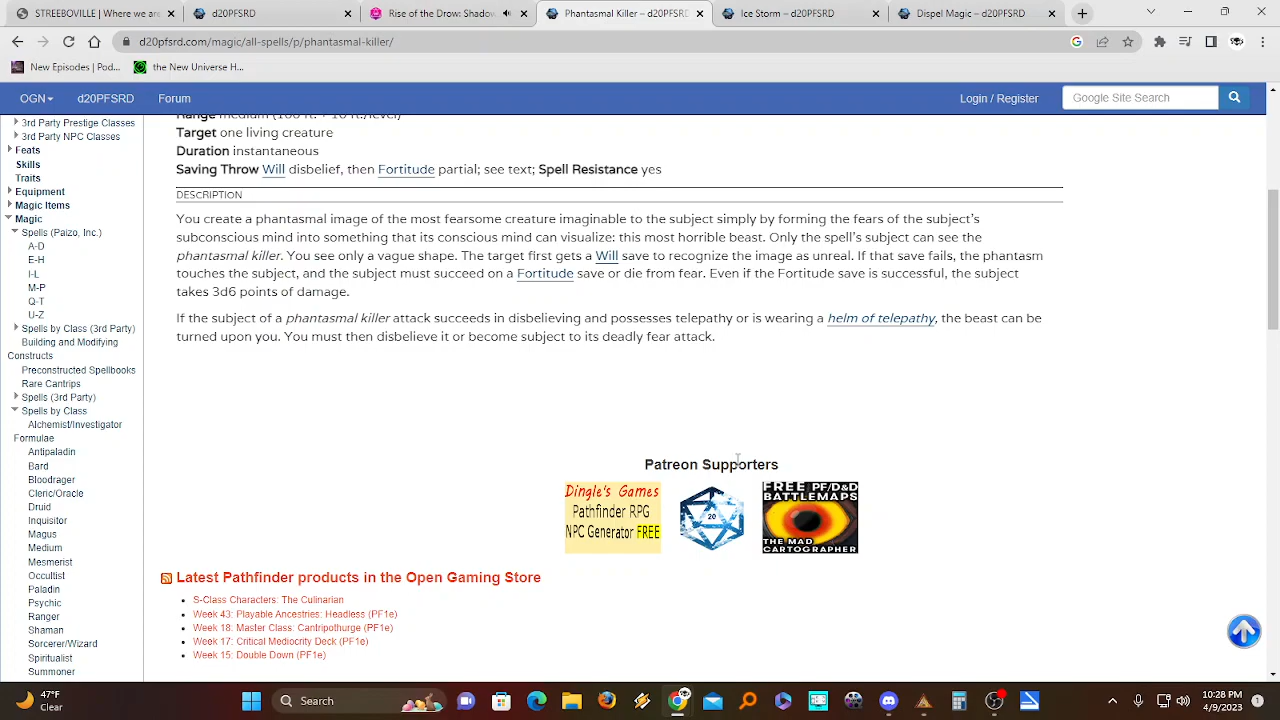 STREEBOVILLE | Where we are
d20PFSRD
Rise of the Drow: Shadow
Phantasmal Killer – d20PFSRD
Ice Storm – d20PFSRD
Dispel Magic – d20PFSRD
d20pfsrd.com/magic/all-spells/p/phantasmal-killer/
New Episodes | Pod...
the New Universe H...
OGN
d20PFSRD
Forum
Login / Register
Google Site Search
3rd Party Prestige Classes
3rd Party NPC Classes
Feats
Skills
Traits
Equipment
Magic Items
Magic
Spells (Paizo, Inc.)
A-D
E-H
I-L
M-P
Q-T
U-Z
Spells by Class (3rd Party)
Building and Modifying
Constructs
Preconstructed Spellbooks
Rare Cantrips
Spells (3rd Party)
Spells by Class
Alchemist/Investigator
Formulae
Antipaladin
Bard
Bloodrager
Cleric/Oracle
Druid
Inquisitor
Magus
Medium
Mesmerist
Occultist
Paladin
Psychic
Ranger
Shaman
Sorcerer/Wizard
Spiritualist
Summoner
Range medium (100 ft. + 10 ft./level)
Target one living creature
Duration instantaneous
Saving Throw Will disbelief, then Fortitude partial; see text; Spell Resistance yes
DESCRIPTION
You create a phantasmal image of the most fearsome creature imaginable to the subject simply by forming the fears of the subject's
subconscious mind into something that its conscious mind can visualize: this most horrible beast. Only the spell's subject can see the
phantasmal killer. You see only a vague shape. The target first gets a Will save to recognize the image as unreal. If that save fails, the phantasm
touches the subject, and the subject must succeed on a Fortitude save or die from fear. Even if the Fortitude save is successful, the subject
takes 3d6 points of damage.
If the subject of a phantasmal killer attack succeeds in disbelieving and possesses telepathy or is wearing a helm of telepathy, the beast can be
turned upon you. You must then disbelieve it or become subject to its deadly fear attack.
Patreon Supporters
Dingle's Games
Pathfinder RPG
NPC Generator FREE
20
FREE PF/D&D
BATTLEMAPS
THE MAD
CARTOGRAPHER
Latest Pathfinder products in the Open Gaming Store
S-Class Characters: The Culinarian
Week 43: Playable Ancestries: Headless (PF1e)
Week 18: Master Class: Cantripothurge (PF1e)
Week 17: Critical Mediocrity Deck (PF1e)
Week 15: Double Down (PF1e)
47°F
Clear
Search
10:28 PM
4/9/2023
1